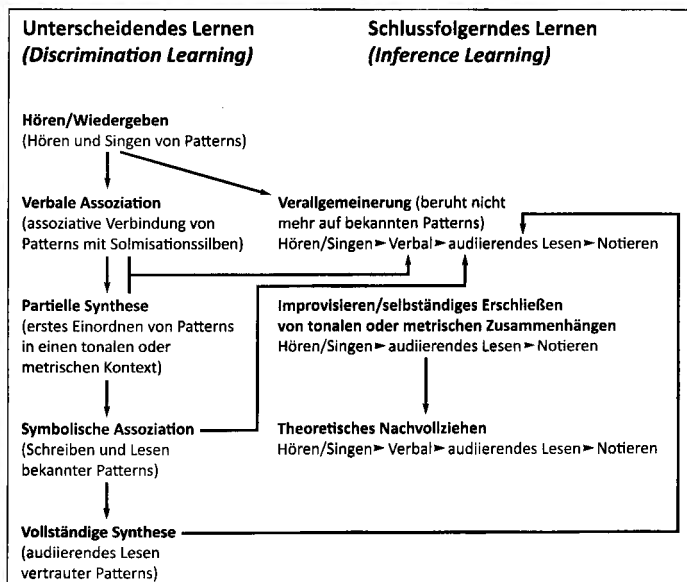 Unterscheidendes Lernen
(Discrimination Learning)
Schlussfolgerndes Lernen
(Inference Learning)
Hören/Wiedergeben
(Hören und Singen von Patterns)
Verbale Assoziation
(assoziative Verbindung von
Patterns mit Solmisationssilben)
Partielle Synthese
(erstes Einordnen von Patterns
in einen tonalen oder
metrischen Kontext)
Symbolische Assoziation
(Schreiben und Lesen
bekannter Patterns)
Vollständige Synthese
(audiierendes Lesen
vertrauter Patterns)
Verallgemeinerung (beruht nicht
mehr auf bekannten Patterns)
Hören/Singen ► Verbal ► audiierendes Lesen ► Notieren
Improvisieren/selbständiges Erschließen
von tonalen oder metrischen Zusammenhängen
Hören/Singen ► audiierendes Lesen ► Notieren
Theoretisches Nachvollziehen
Hören/Singen ► Verbal ► audiierendes Lesen ► Notieren